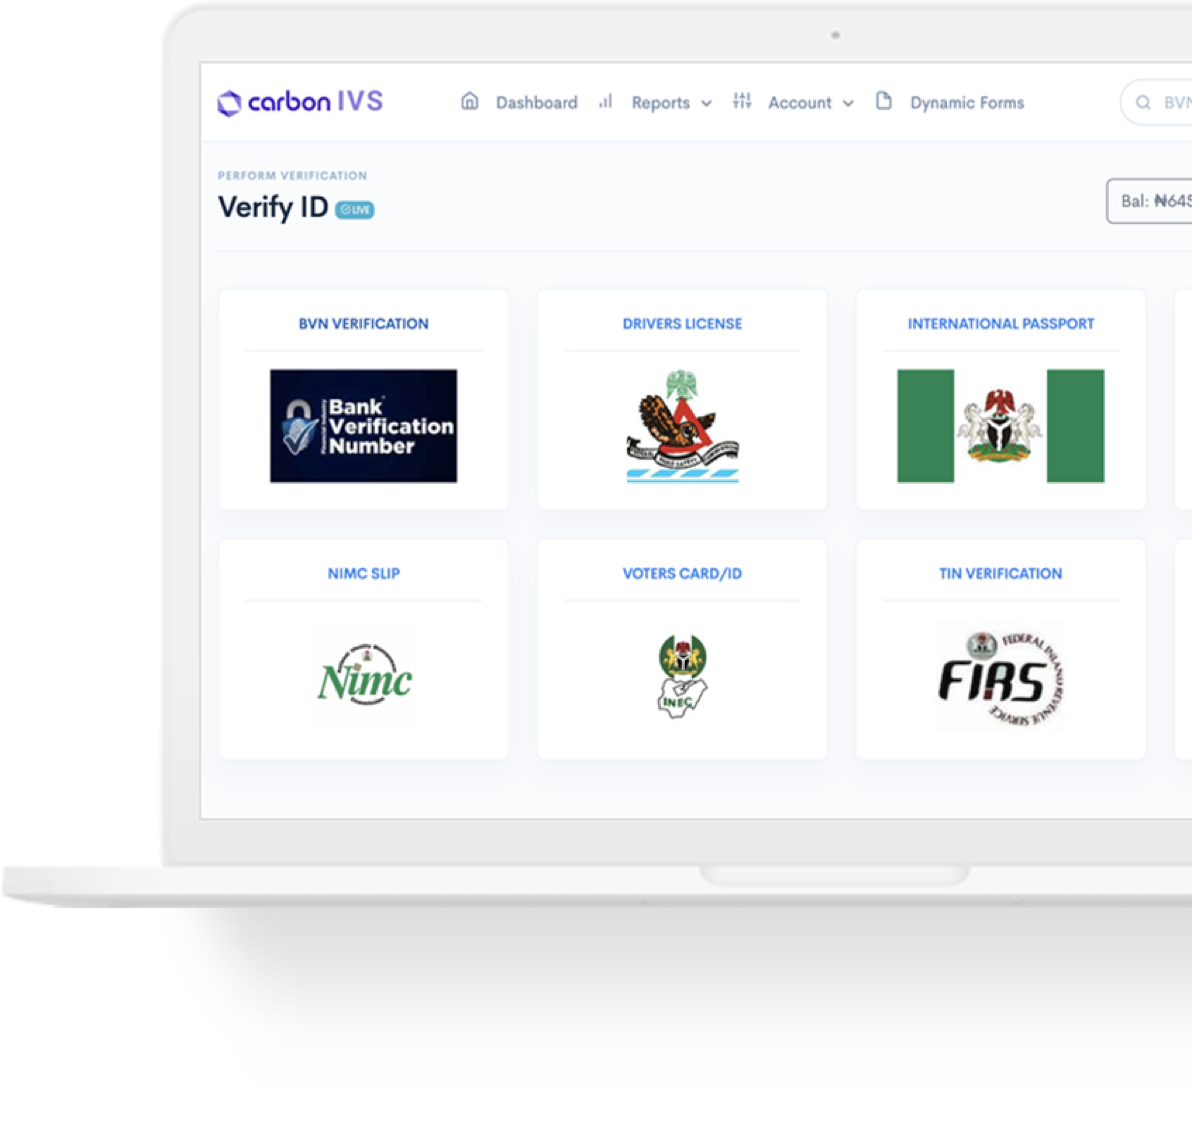 carbon IVS
Dashboard
Reports
Account
Dynamic Forms
BVN
PERFORM VERIFICATION
Verify ID
LIVE
Bal: ₦645
BVN VERIFICATION
DRIVERS LICENSE
INTERNATIONAL PASSPORT
Bank
Verification
Number
NIMC SLIP
VOTERS CARD/ID
TIN VERIFICATION
Nimc
INEC
FEDERAL INLAND REVENUE SERVICE
FIRS